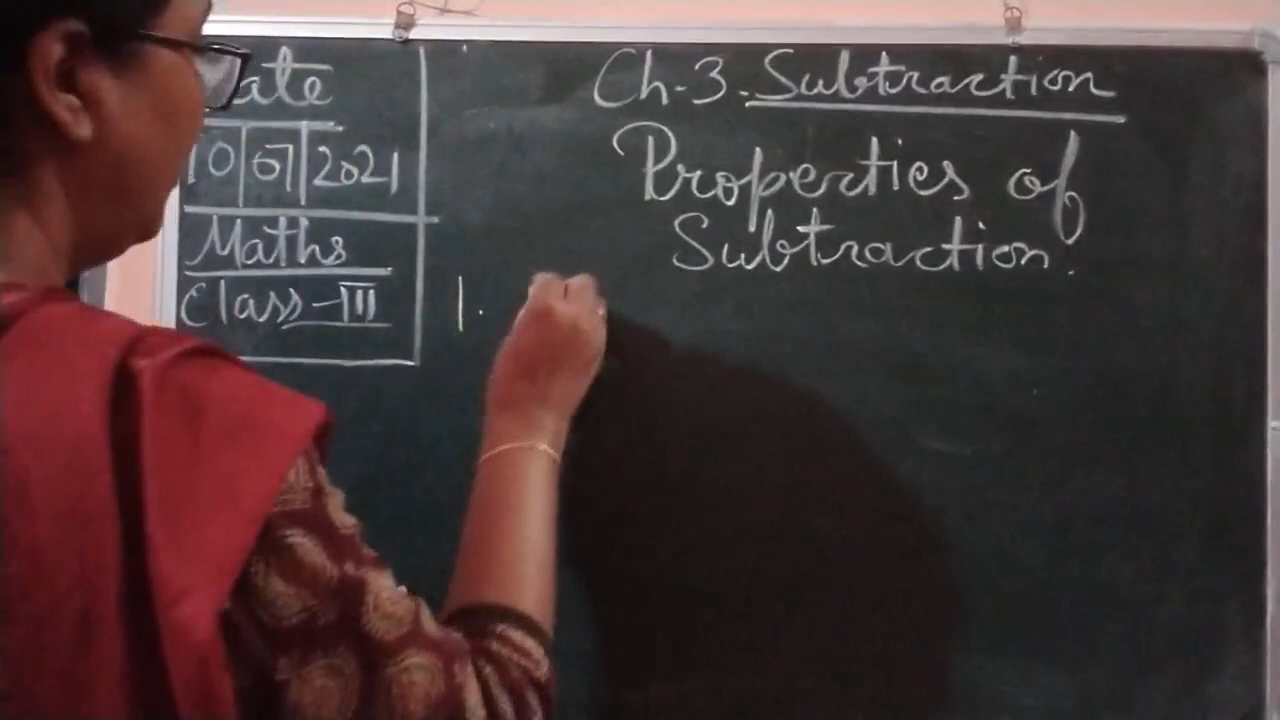 ate
10 | 07 | 2021
Maths
Class - III
Ch-3. Subtraction
Properties of
Subtraction.
1.